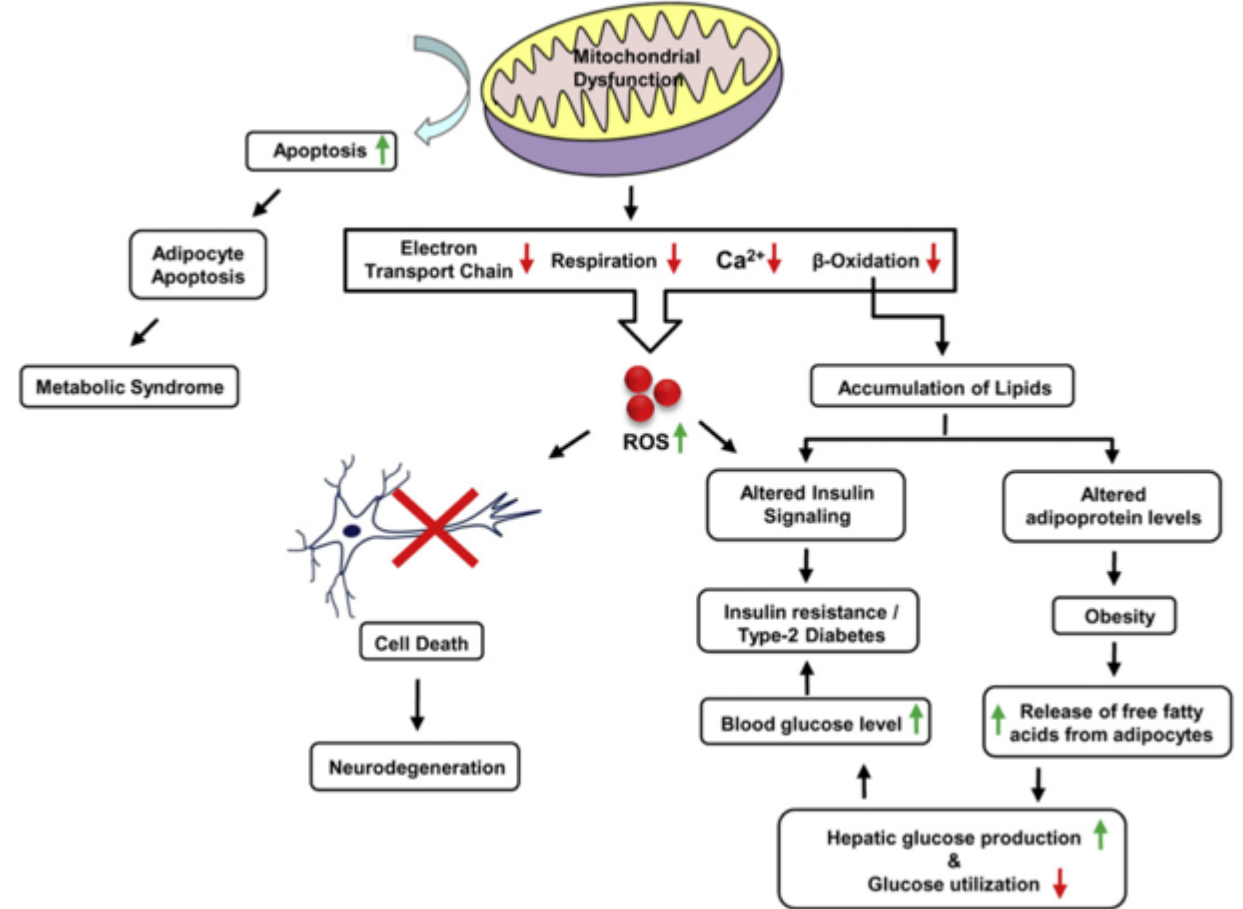 Mitochondrial
Dysfunction
Apoptosis
Adipocyte
Apoptosis
Metabolic Syndrome
Electron
Transport Chain
Respiration
Ca²⁺
β-Oxidation
ROS
Accumulation of Lipids
Altered Insulin
Signaling
Altered
adipoprotein levels
Insulin resistance /
Type-2 Diabetes
Obesity
Cell Death
Blood glucose level
Release of free fatty
acids from adipocytes
Neurodegeneration
Hepatic glucose production
&
Glucose utilization